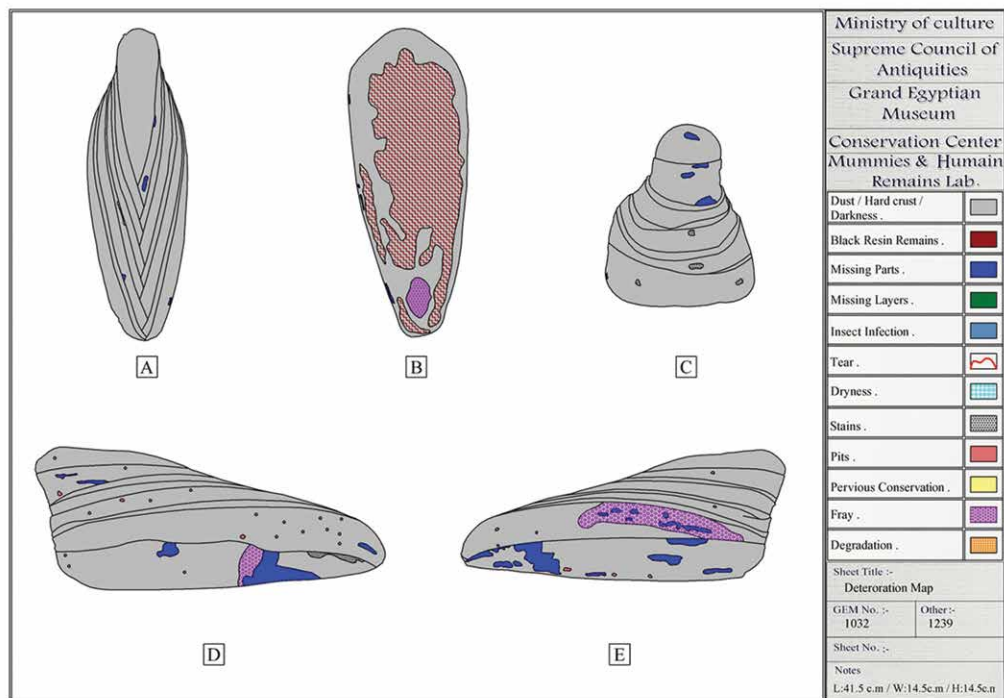 Ministry of culture
Supreme Council of
Antiquities
Grand Egyptian
Museum
Conservation Center
Mummies & Humain
Remains Lab.
Dust / Hard crust /
Darkness .
Black Resin Remains .
Missing Parts .
Missing Layers .
Insect Infection .
Tear .
Dryness .
Stains .
Pits .
Pervious Conservation .
Fray .
Degradation .
Sheet Title :-
Deteroration Map
GEM No. :-
1032
Other :-
1239
Sheet No. :-
Notes
L:41.5 c.m / W:14.5c.m / H:14.5c.n
A
B
C
D
E